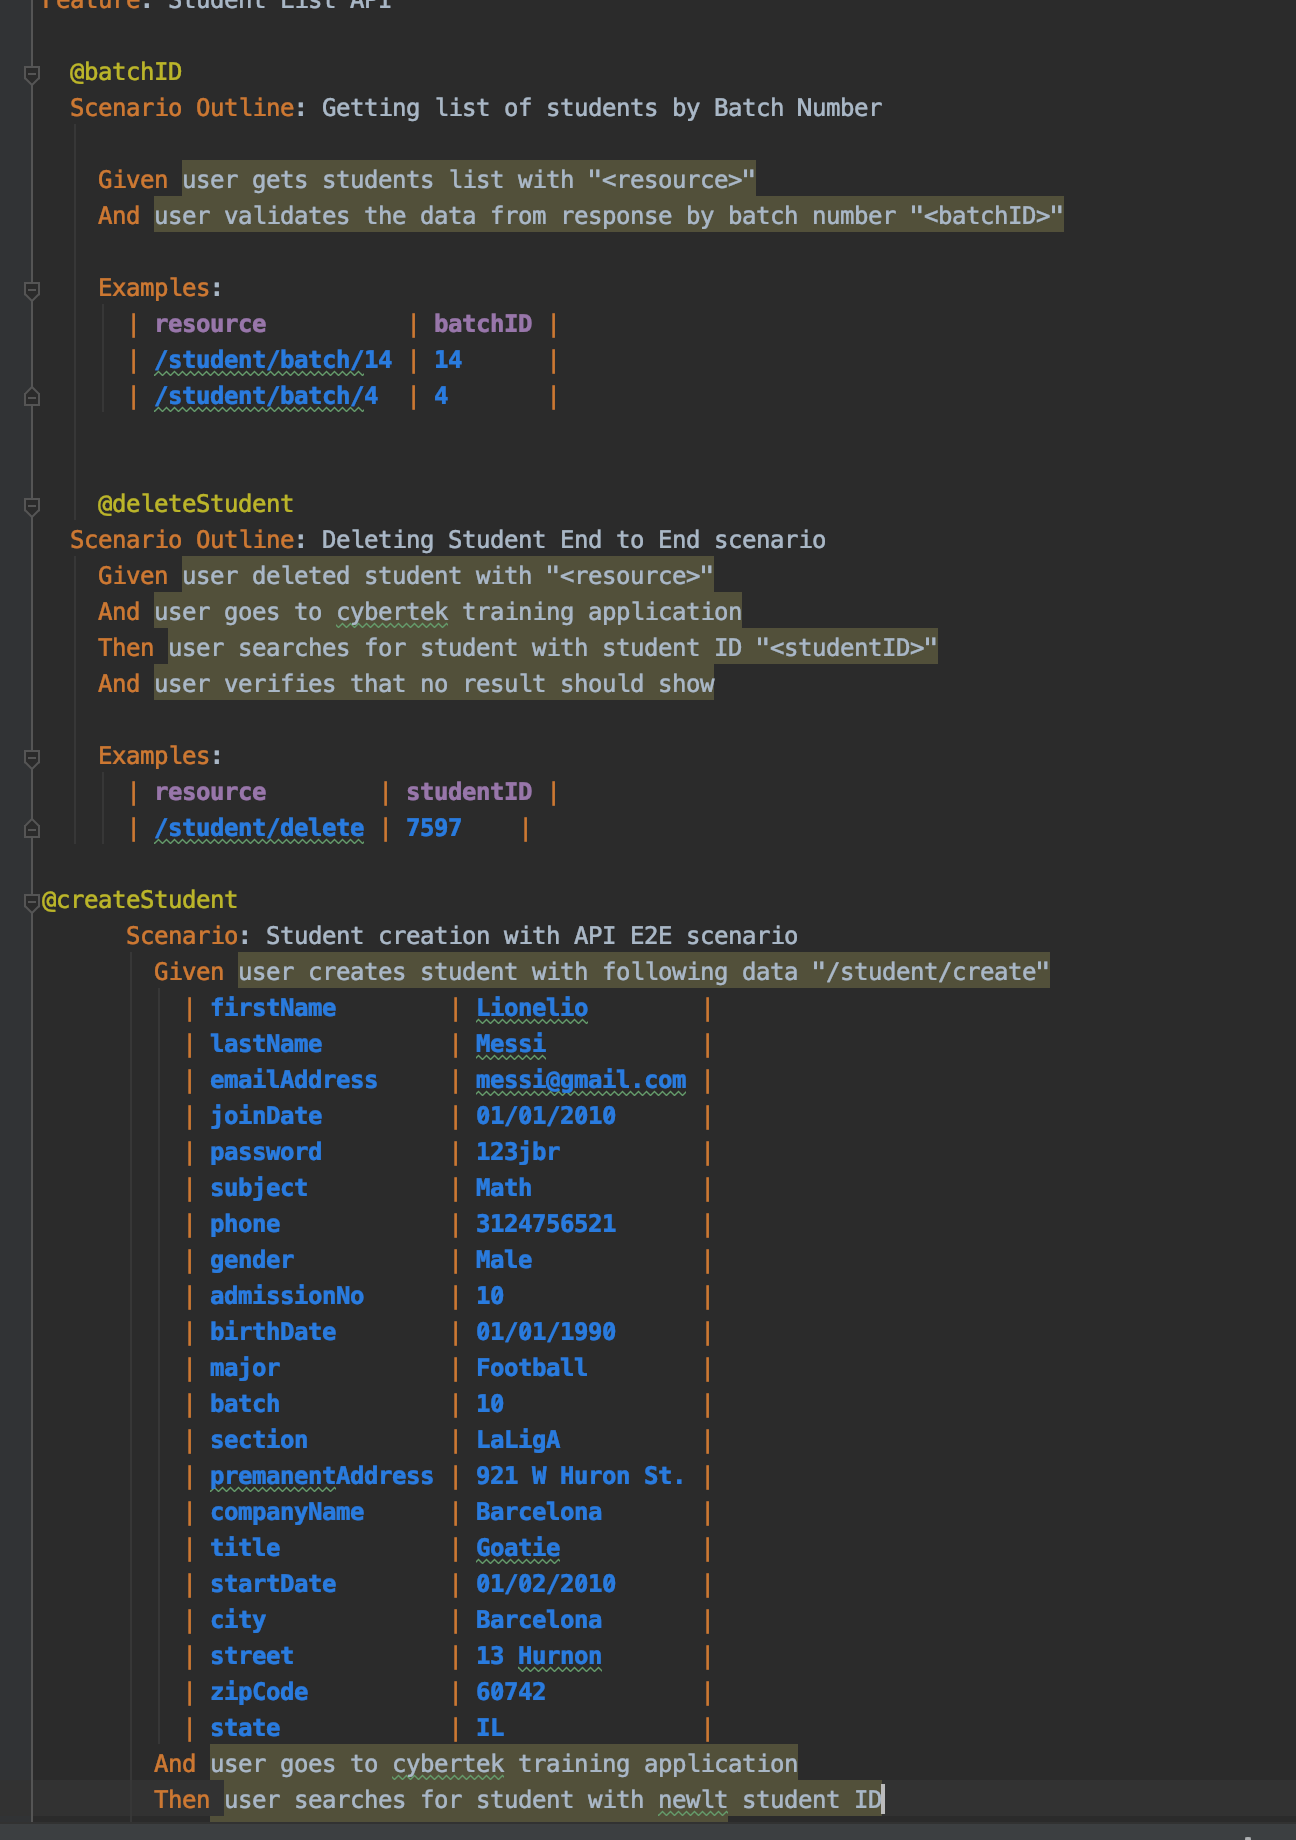 Feature: Student List API
@batchID
Scenario Outline: Getting list of students by Batch Number
Given user gets students list with "<resource>"
And user validates the data from response by batch number "<batchID>"
Examples:
| resource | batchID |
| /student/batch/14 | 14 |
| /student/batch/4 | 4 |
@deleteStudent
Scenario Outline: Deleting Student End to End scenario
Given user deleted student with "<resource>"
And user goes to cybertek training application
Then user searches for student with student ID "<studentID>"
And user verifies that no result should show
Examples:
| resource | studentID |
| /student/delete | 7597 |
@createStudent
Scenario: Student creation with API E2E scenario
Given user creates student with following data "/student/create"
| firstName | Lionelio |
| lastName | Messi |
| emailAddress | messi@gmail.com |
| joinDate | 01/01/2010 |
| password | 123jbr |
| subject | Math |
| phone | 3124756521 |
| gender | Male |
| admissionNo | 10 |
| birthDate | 01/01/1990 |
| major | Football |
| batch | 10 |
| section | LaLigA |
| premanentAddress | 921 W Huron St. |
| companyName | Barcelona |
| title | Goatie |
| startDate | 01/02/2010 |
| city | Barcelona |
| street | 13 Hurnon |
| zipCode | 60742 |
| state | IL |
And user goes to cybertek training application
Then user searches for student with newlt student ID